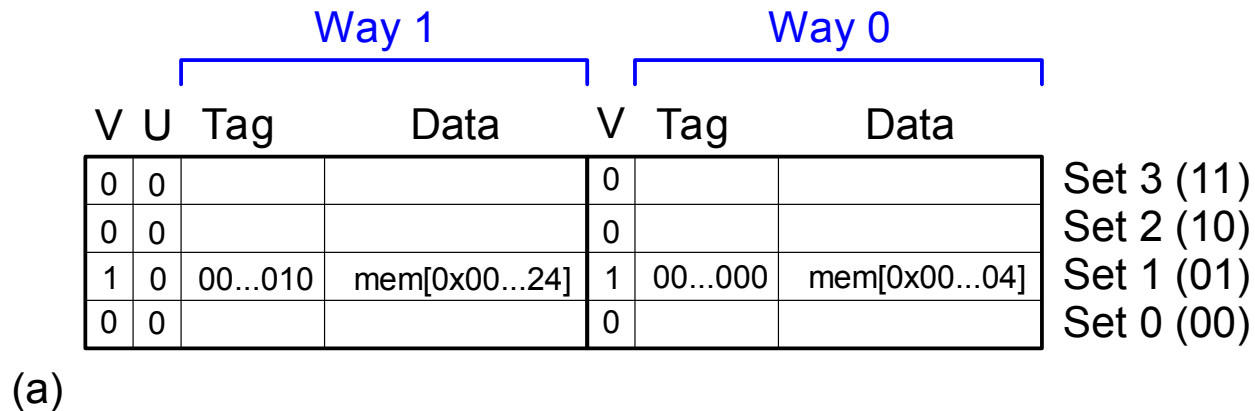 Way 1 Way 0
V U Tag Data V Tag Data
0 0 0 Set 3 (11)
0 0 0 Set 2 (10)
1 0 00...010 mem[0x00...24] 1 00...000 mem[0x00...04] Set 1 (01)
0 0 0 Set 0 (00)
(a)